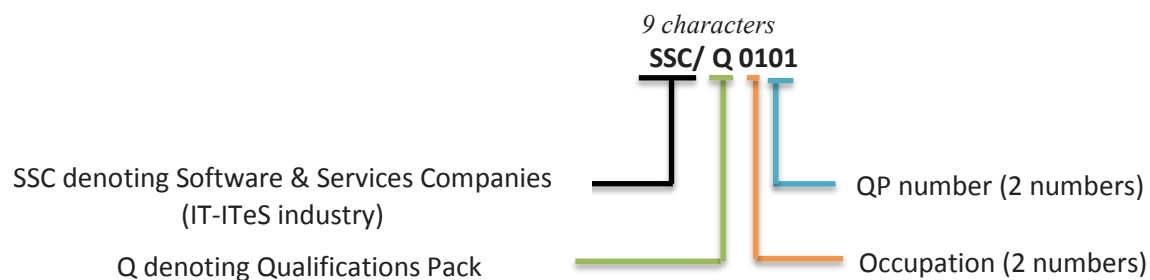 9 characters
SSC/ Q 0101
SSC denoting Software & Services Companies
(IT-ITeS industry)
QP number (2 numbers)
Q denoting Qualifications Pack
Occupation (2 numbers)